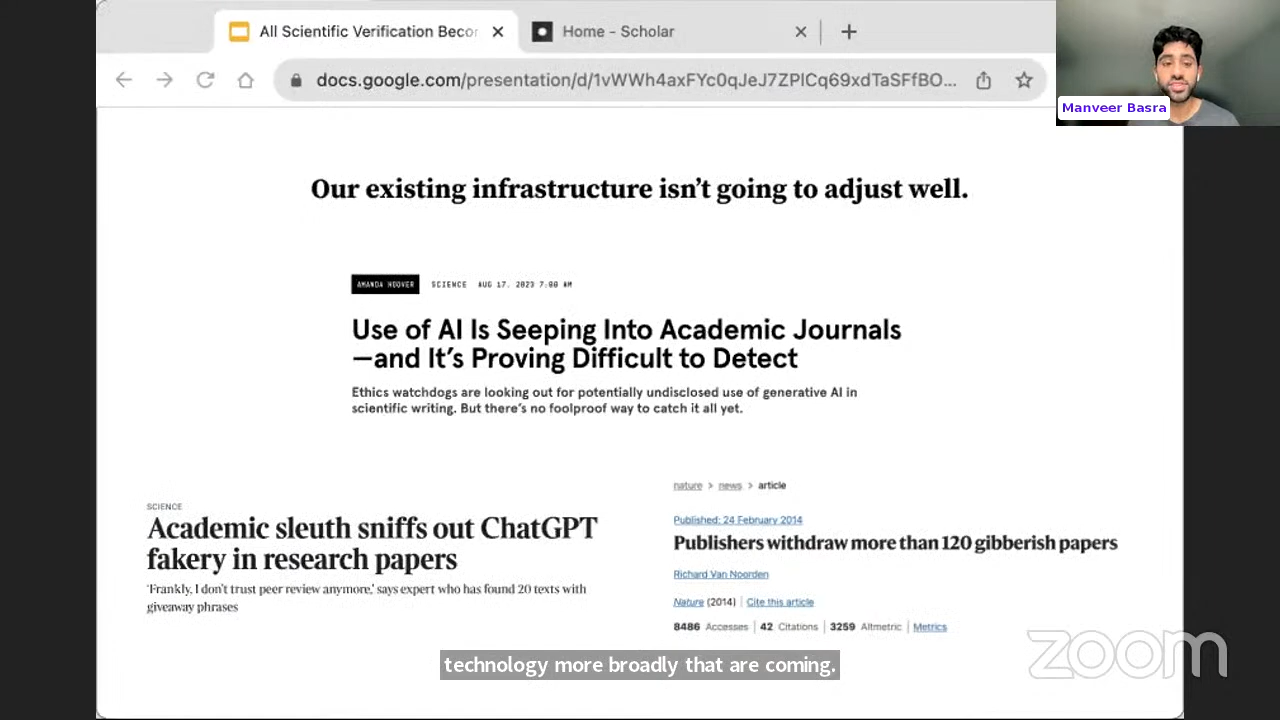 All Scientific Verification Becor
Home - Scholar
docs.google.com/presentation/d/1vWWh4axFYc0qJeJ7ZPlCq69xdTaSFfBO...
Manveer Basra
Our existing infrastructure isn't going to adjust well.
AMANDA HOOVER SCIENCE AUG 17, 2023 7:00 AM
Use of AI Is Seeping Into Academic Journals
—and It's Proving Difficult to Detect
Ethics watchdogs are looking out for potentially undisclosed use of generative AI in
scientific writing. But there's no foolproof way to catch it all yet.
SCIENCE
Academic sleuth sniffs out ChatGPT
fakery in research papers
'Frankly, I don't trust peer review anymore,' says expert who has found 20 texts with
giveaway phrases
nature > news > article
Published: 24 February 2014
Publishers withdraw more than 120 gibberish papers
Richard Van Noorden
Nature (2014) | Cite this article
8486 Accesses | 42 Citations | 3259 Altmetric | Metrics
technology more broadly that are coming.
zoom